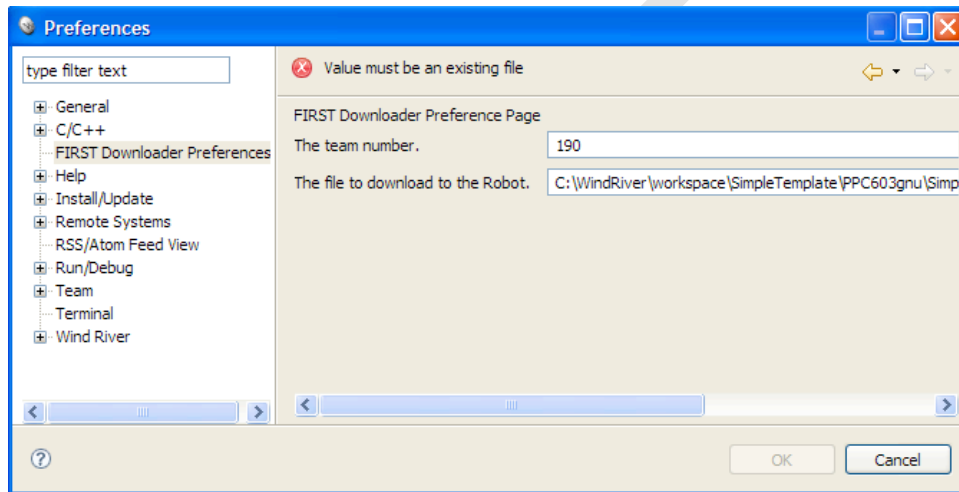 Preferences
type filter text
Value must be an existing file
General
C/C++
FIRST Downloader Preferences
Help
Install/Update
Remote Systems
RSS/Atom Feed View
Run/Debug
Team
Terminal
Wind River
FIRST Downloader Preference Page
The team number.
190
The file to download to the Robot.
C:\WindRiver\workspace\SimpleTemplate\PPC603gnu\Simp
?
OK
Cancel